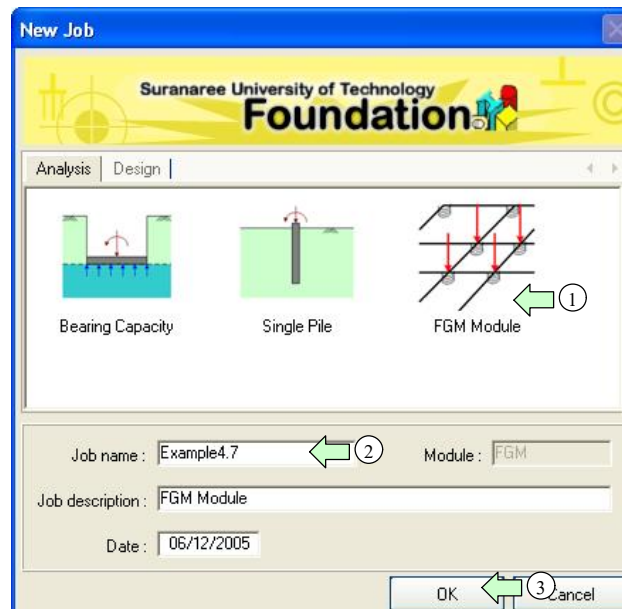 New Job
Suranaree University of Technology
Foundation
Analysis Design
Bearing Capacity Single Pile FGM Module
1
Job name : Example4.7 2 Module : FGM
Job description : FGM Module
Date : 06/12/2005
OK 3 Cancel